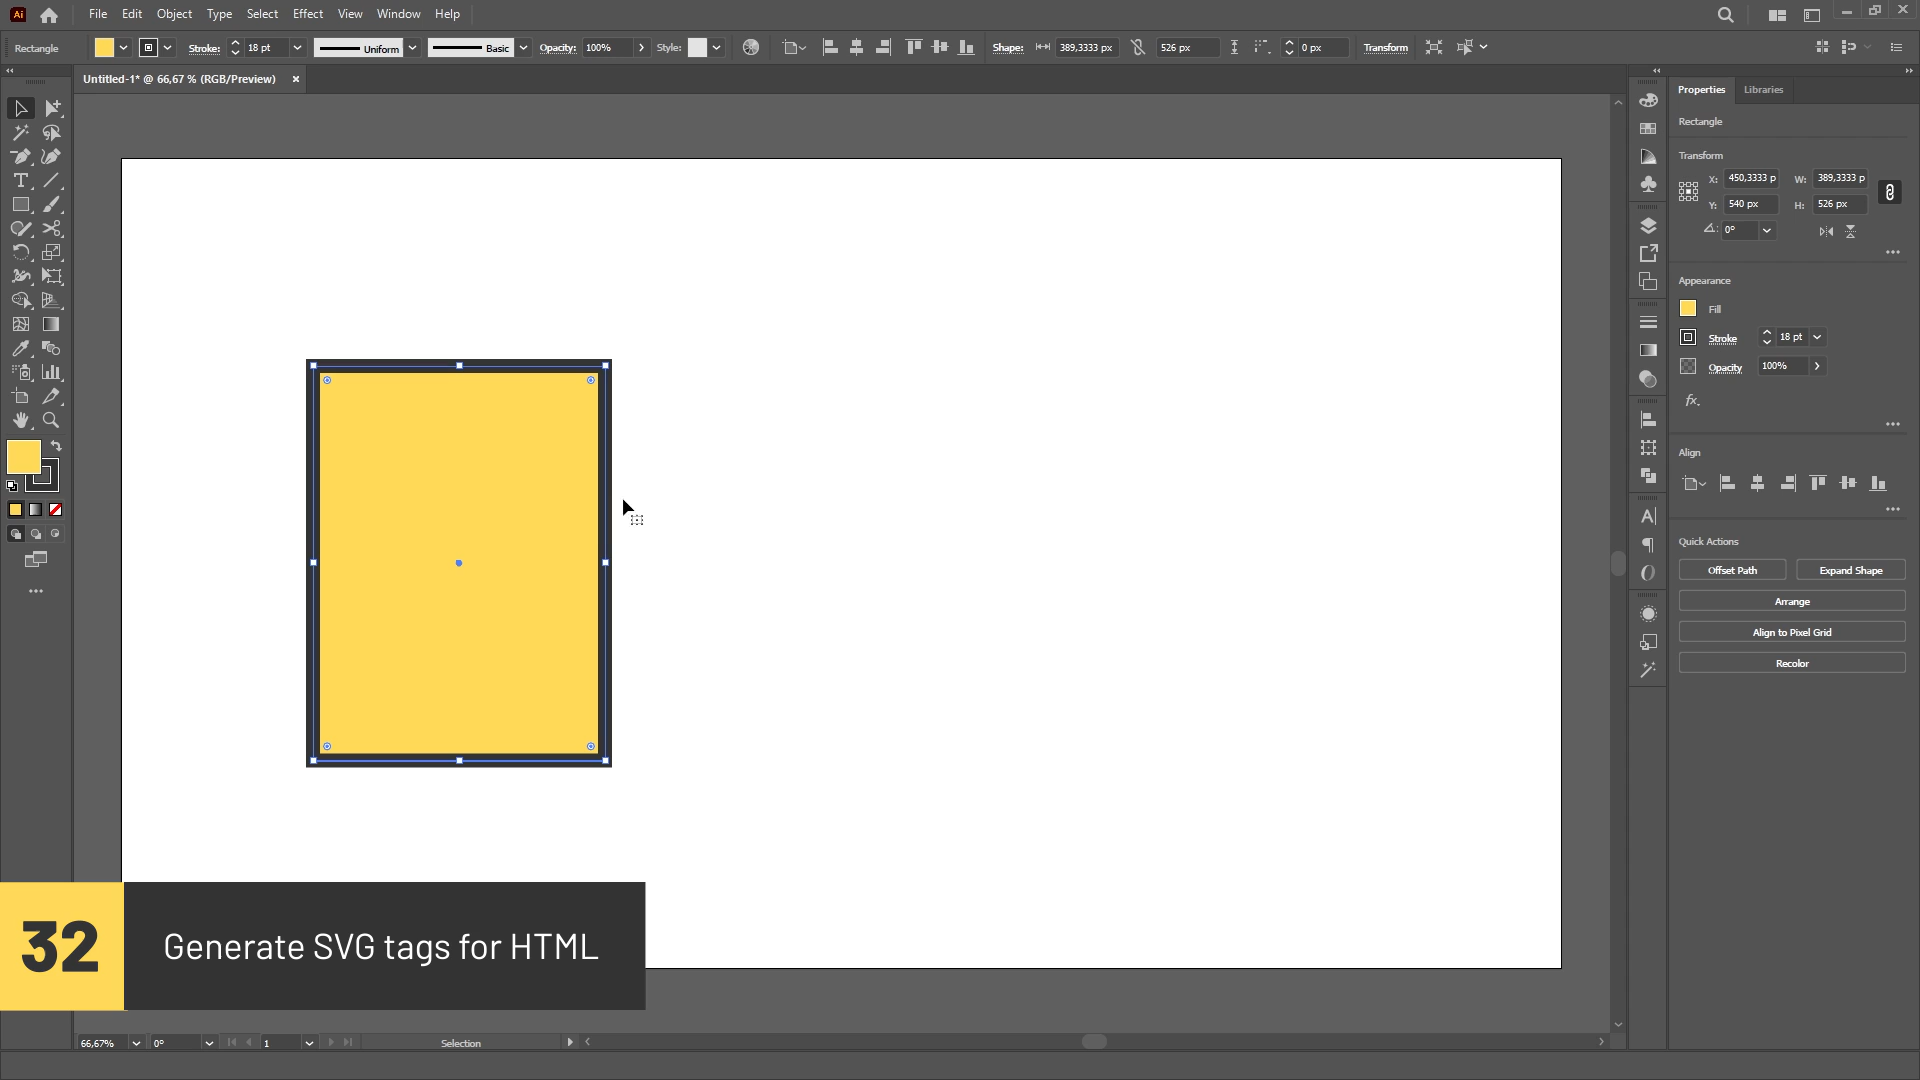 Ai File Edit Object Type Select Effect View Window Help
Rectangle Stroke: 18 pt Uniform Basic Opacity: 100% Style: Shape: 389,3333 px 526 px 0 px Transform
Untitled-1* @ 66,67 % (RGB/Preview) ×
Properties Libraries
Rectangle
Transform
X: 450,3333 p W: 389,3333 p
Y: 540 px H: 526 px
0°
Appearance
Fill
Stroke 18 pt
Opacity 100%
fx.
Align
Quick Actions
Offset Path Expand Shape
Arrange
Align to Pixel Grid
Recolor
32 Generate SVG tags for HTML
66,67% 0° 1 Selection